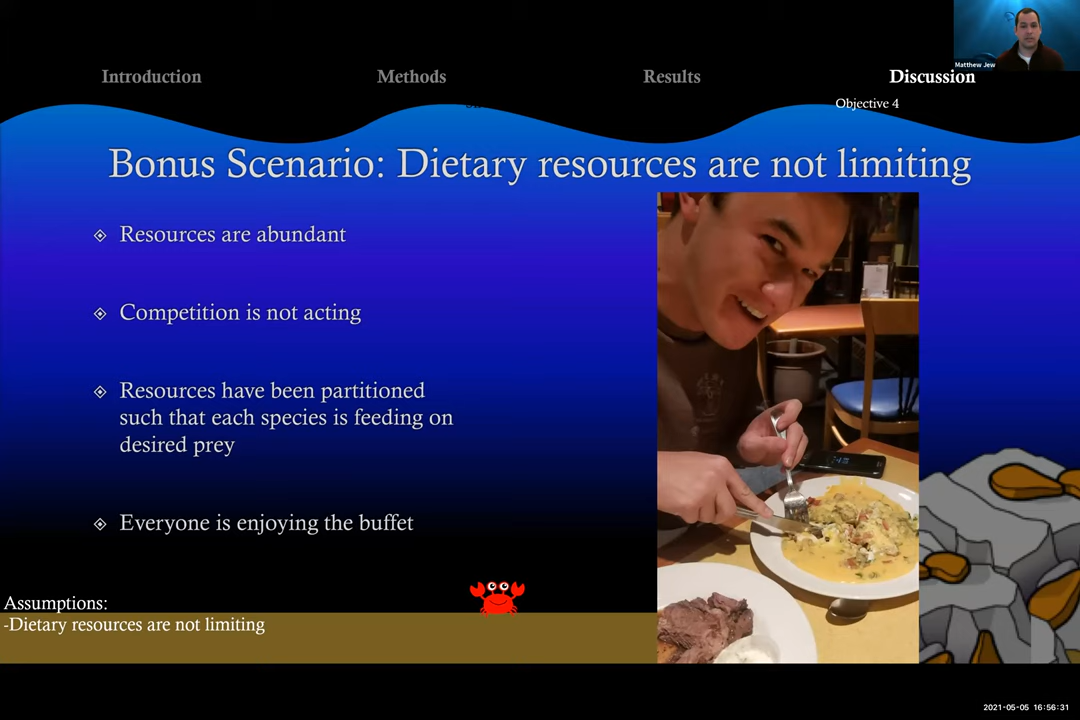 Matthew Jew
Introduction
Methods
Results
Discussion
Objective 4
Bonus Scenario: Dietary resources are not limiting
Resources are abundant
Competition is not acting
Resources have been partitioned
such that each species is feeding on
desired prey
Everyone is enjoying the buffet
Assumptions:
-Dietary resources are not limiting
2021-05-05 16:56:31